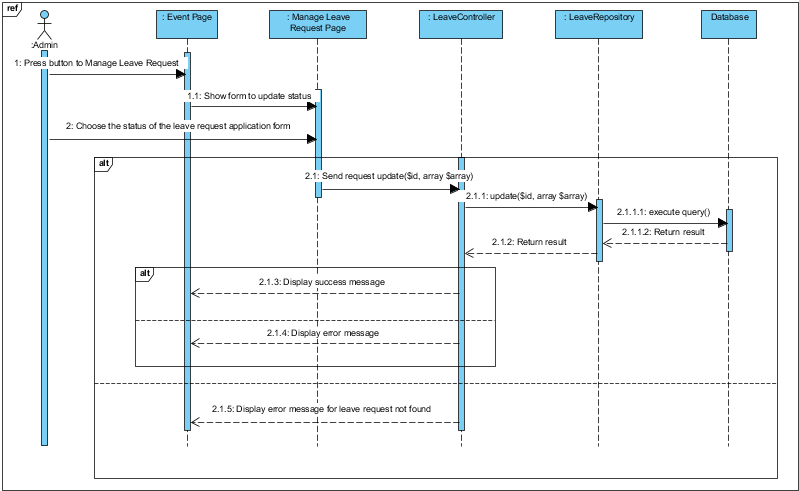 ref
: Event Page
: Manage Leave
Request Page
: LeaveController
: LeaveRepository
Database
:Admin
1: Press button to Manage Leave Request
1.1: Show form to update status
2: Choose the status of the leave request application form
alt
2.1: Send request update($id, array $array)
2.1.1: update($id, array $array)
2.1.1.1: execute query()
2.1.1.2: Return result
2.1.2: Return result
alt
2.1.3: Display success message
2.1.4: Display error message
2.1.5: Display error message for leave request not found